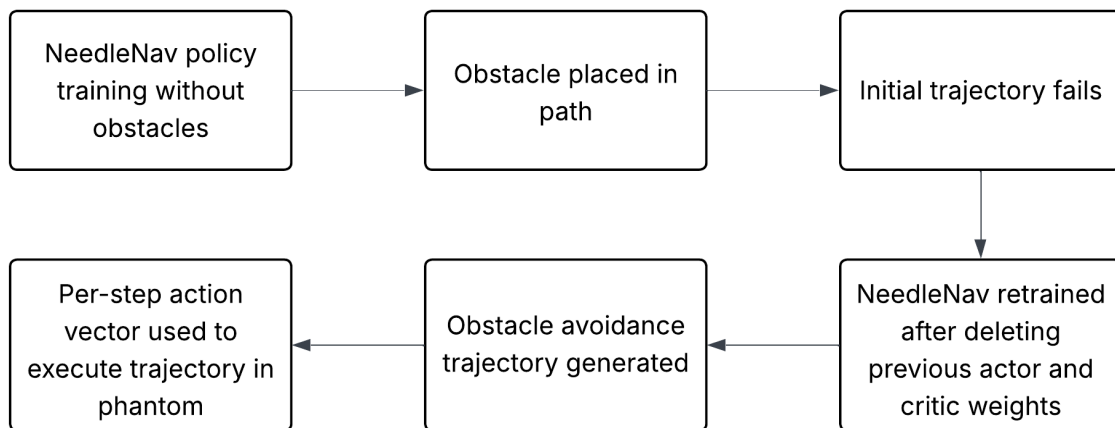 NeedleNav policy
training without
obstacles
Obstacle placed in
path
Initial trajectory fails
NeedleNav retrained
after deleting
previous actor and
critic weights
Obstacle avoidance
trajectory generated
Per-step action
vector used to
execute trajectory in
phantom